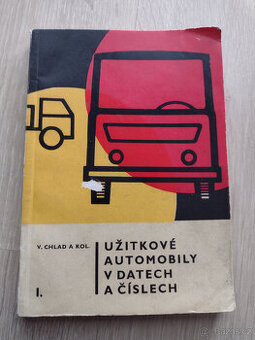 V. CHLAD A KOL.
UŽITKOVÉ
AUTOMOBILY
V DATECH
A ČÍSLECH
I.